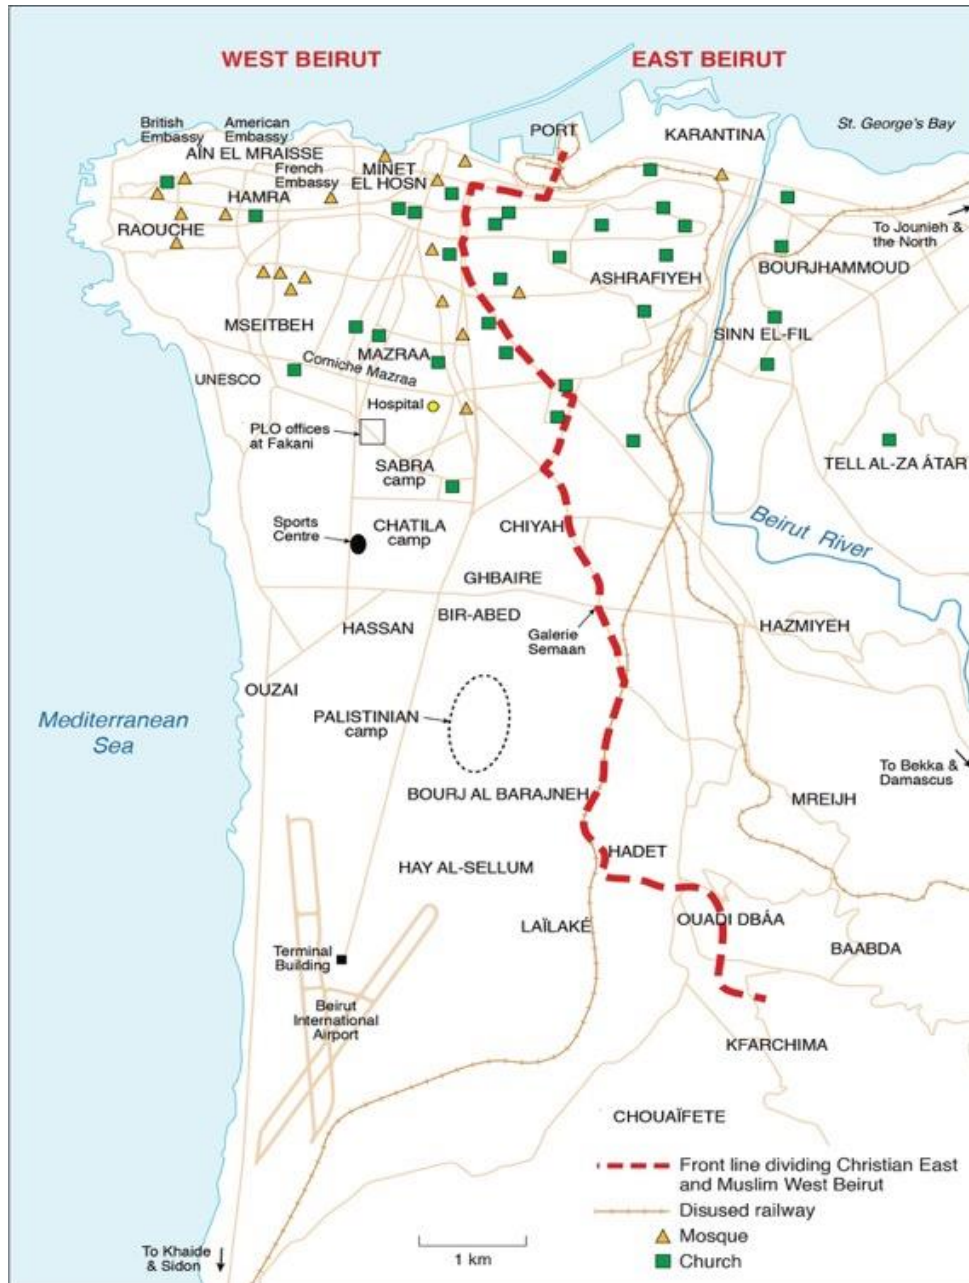 WEST BEIRUT
EAST BEIRUT
British
Embassy
American
Embassy
AÏN EL MRAISSE
PORT
KARANTINA
St. George's Bay
French
Embassy
MINET
EL HOSN
HAMRA
RAOUCHE
To Jounieh &
the North
ASHRAFIYEH
BOURJHAMMOUD
MSEITBEH
SINN EL-FIL
MAZRAA
Corniche Mazraa
UNESCO
Hospital
PLO offices
at Fakani
SABRA
camp
TELL AL-ZA ÁTAR
Sports
Centre
CHATILA
camp
CHIYAH
Beirut River
GHBAIRE
BIR-ABED
HASSAN
Galerie
Semaan
HAZMIYEH
OUZAI
Mediterranean
Sea
PALISTINIAN
camp
To Bekka &
Damascus
BOURJ AL BARAJNEH
MREIJH
HADET
HAY AL-SELLUM
LAÏLAKÉ
OUADI DBÁA
BAABDA
Terminal
Building
Beirut
International
Airport
KFARCHIMA
CHOUAÏFETE
Front line dividing Christian East
and Muslim West Beirut
Disused railway
Mosque
Church
To Khaide
& Sidon
1 km